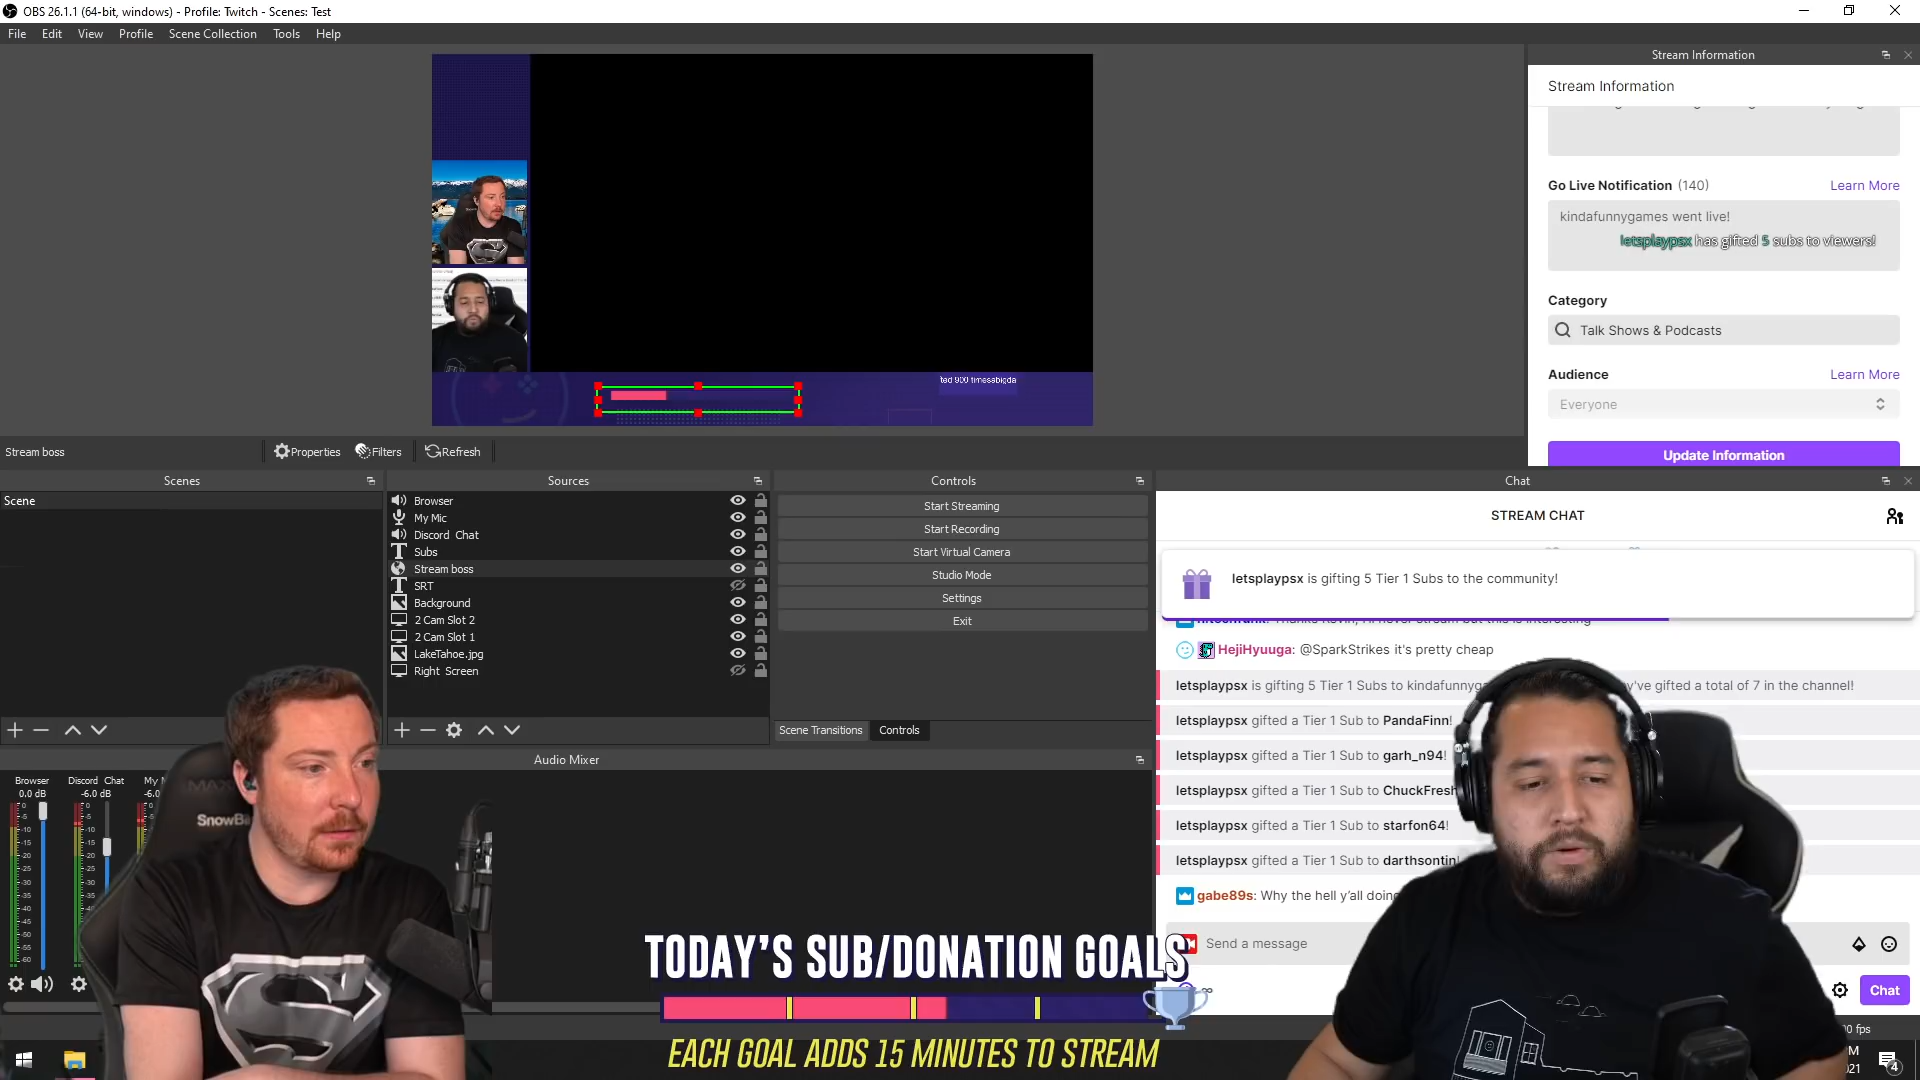 OBS 26.1.1 (64-bit, windows) - Profile: Twitch - Scenes: Test
File Edit View Profile Scene Collection Tools Help
Stream Information
Stream Information
Go Live Notification (140) Learn More
kindafunnygames went live!
letsplaypsx has gifted 5 subs to viewers!
Category
Talk Shows & Podcasts
Audience Learn More
Everyone
Update Information
Stream boss
Properties Filters Refresh
Scenes
Scene
Sources
Browser
My Mic
Discord Chat
Subs
Stream boss
SRT
Background
2 Cam Slot 2
2 Cam Slot 1
LakeTahoe.jpg
Right Screen
Controls
Start Streaming
Start Recording
Start Virtual Camera
Studio Mode
Settings
Exit
Scene Transitions Controls
Audio Mixer
Browser
0.0 dB
Discord Chat
-6.0 dB
My
-6.0
Chat
STREAM CHAT
letsplaypsx is gifting 5 Tier 1 Subs to the community!
HejiHyuuga: @SparkStrikes it's pretty cheap
letsplaypsx is gifting 5 Tier 1 Subs to kindafunnyga 've gifted a total of 7 in the channel!
letsplaypsx gifted a Tier 1 Sub to PandaFinn!
letsplaypsx gifted a Tier 1 Sub to garh_n94!
letsplaypsx gifted a Tier 1 Sub to ChuckFresh
letsplaypsx gifted a Tier 1 Sub to starfon64!
letsplaypsx gifted a Tier 1 Sub to darthsontin
gabe89s: Why the hell y'all doing
Send a message
Chat
TODAY'S SUB/DONATION GOALS
EACH GOAL ADDS 15 MINUTES TO STREAM
fps
4